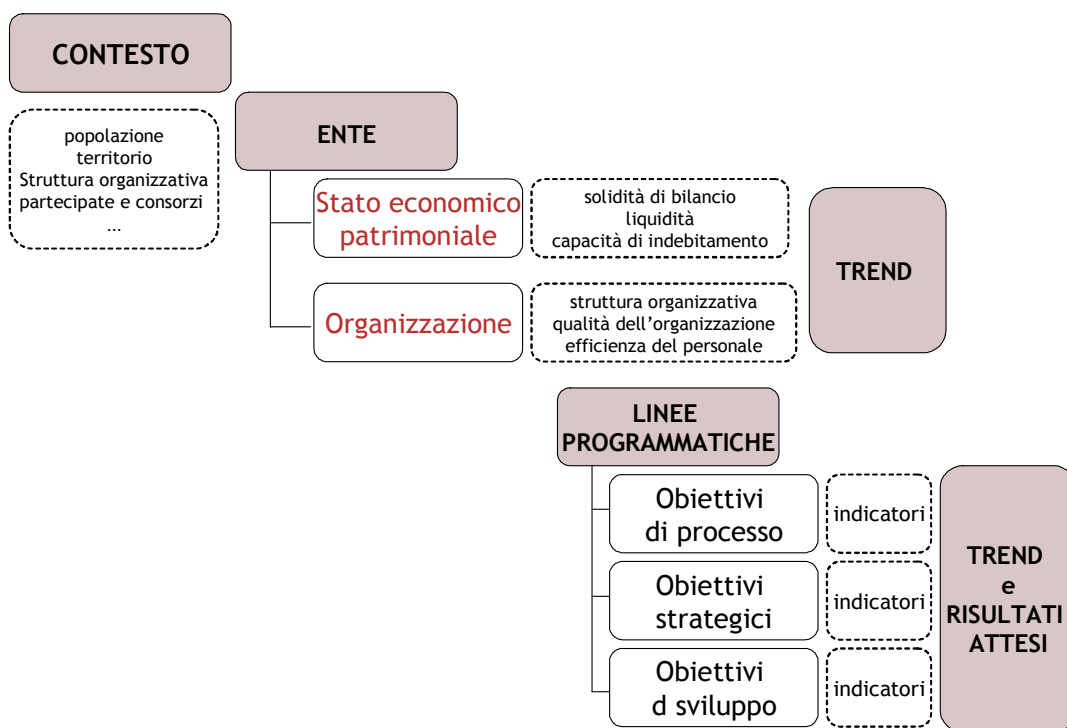 CONTESTO
popolazione
territorio
Struttura organizzativa
partecipate e consorzi
...
ENTE
Stato economico
patrimoniale
solidità di bilancio
liquidità
capacità di indebitamento
Organizzazione
struttura organizzativa
qualità dell'organizzazione
efficienza del personale
TREND
LINEE
PROGRAMMATICHE
Obiettivi
di processo
indicatori
Obiettivi
strategici
indicatori
Obiettivi
d sviluppo
indicatori
TREND
e
RISULTATI
ATTESI